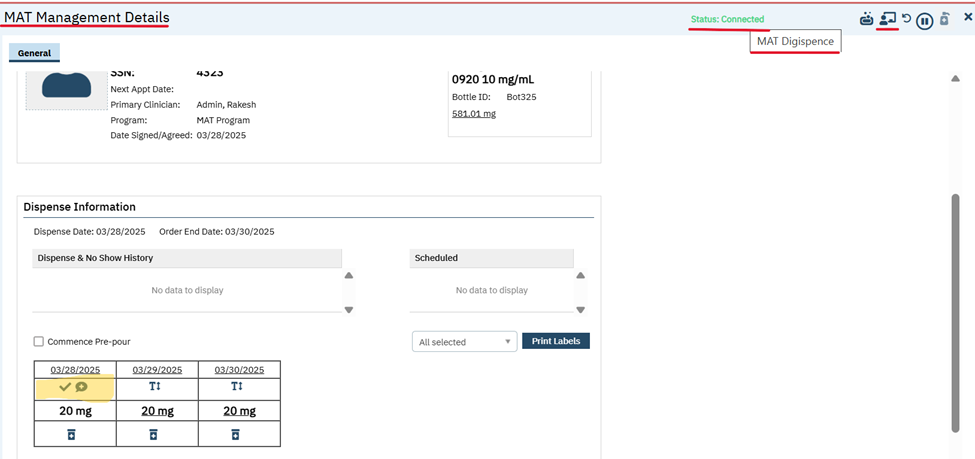 MAT Management Details
Status: Connected
MAT Digispence
General
SSN: 4323
Next Appt Date:
Primary Clinician: Admin, Rakesh
Program: MAT Program
Date Signed/Agreed: 03/28/2025
0920 10 mg/mL
Bottle ID: Bot325
581.01 mg
Dispense Information
Dispense Date: 03/28/2025 Order End Date: 03/30/2025
Dispense & No Show History
No data to display
Scheduled
No data to display
Commence Pre-pour
All selected
Print Labels
03/28/2025 03/29/2025 03/30/2025
20 mg 20 mg 20 mg